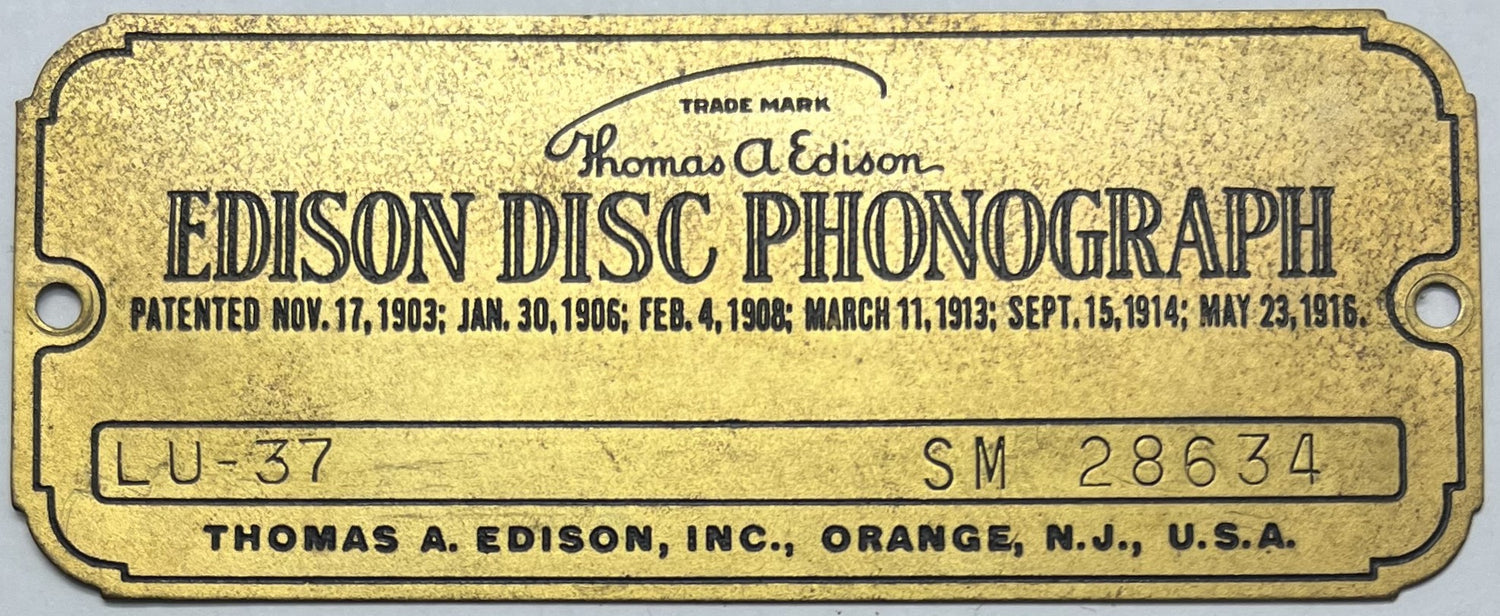 TRADE MARK
Thomas A Edison
EDISON DISC PHONOGRAPH
PATENTED NOV. 17, 1903; JAN. 30, 1906; FEB. 4, 1908; MARCH 11, 1913; SEPT. 15, 1914; MAY 23, 1916.
LU-37 SM 28634
THOMAS A. EDISON, INC., ORANGE, N.J., U.S.A.